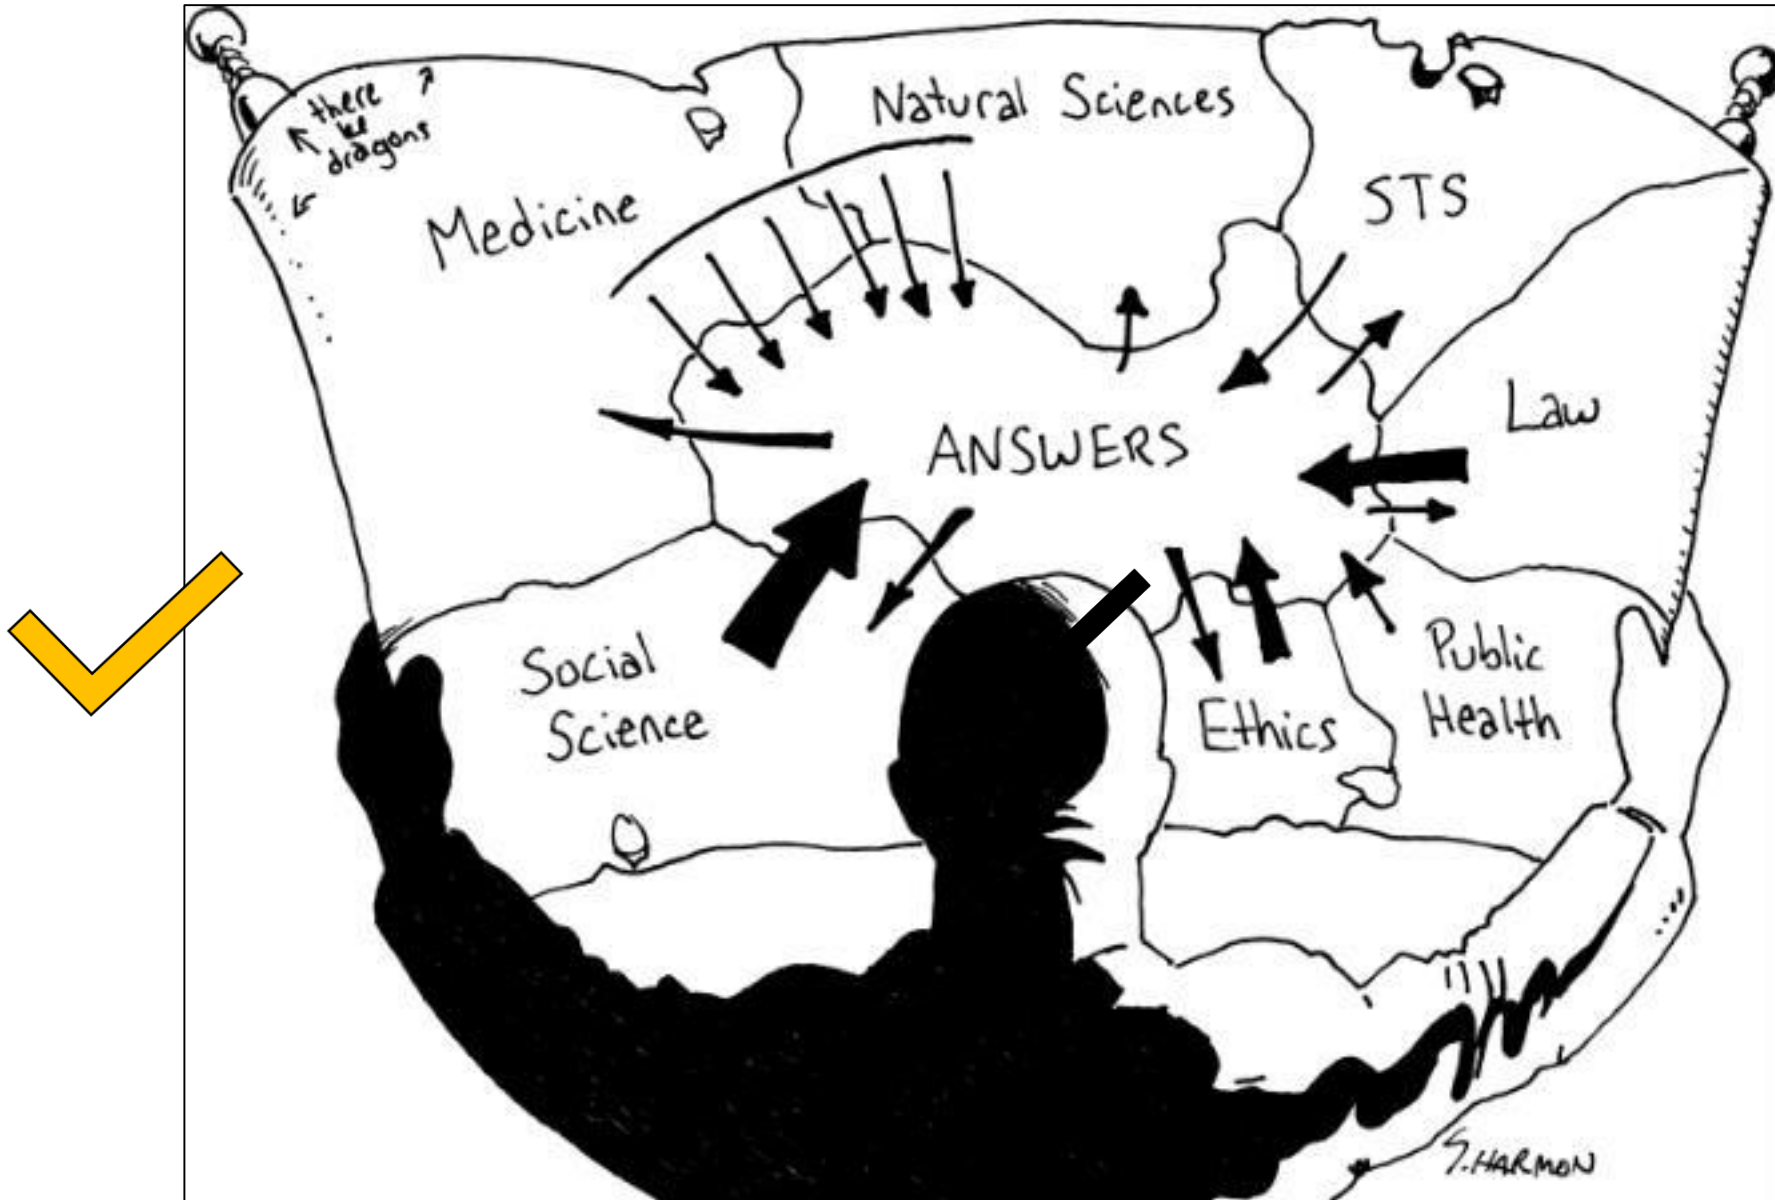 there
be
dragons
Natural Sciences
Medicine
STS
Law
ANSWERS
Social
Science
Ethics
Public
Health
S.HARMON